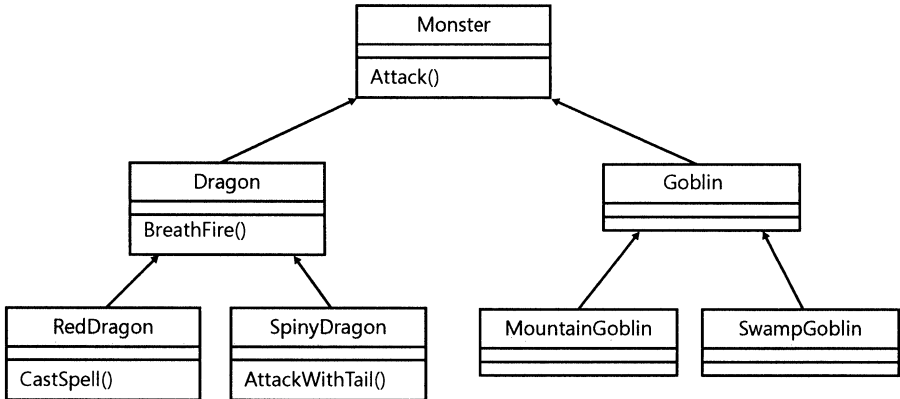 Monster
Attack()
Dragon
BreathFire()
Goblin
RedDragon
CastSpell()
SpinyDragon
AttackWithTail()
MountainGoblin
SwampGoblin